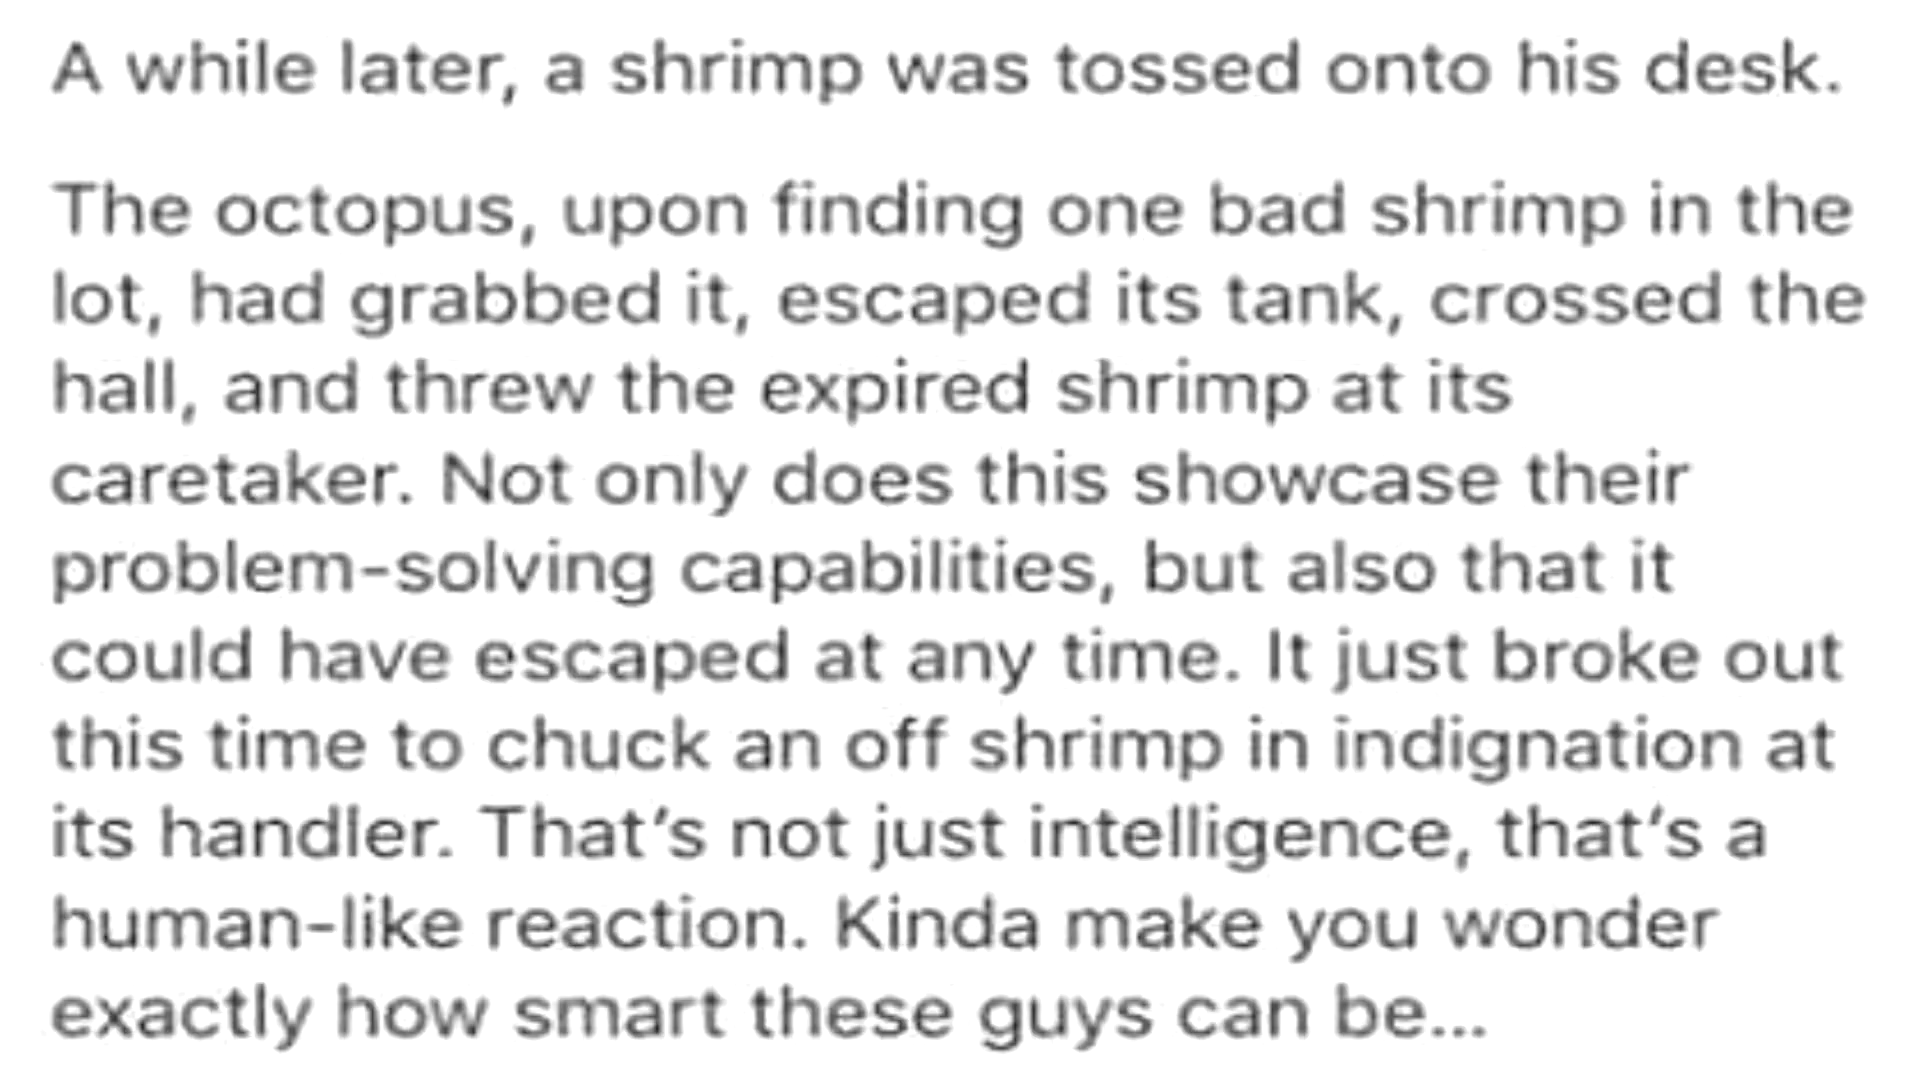 A while later, a shrimp was tossed onto his desk.
The octopus, upon finding one bad shrimp in the
lot, had grabbed it, escaped its tank, crossed the
hall, and threw the expired shrimp at its
caretaker. Not only does this showcase their
problem-solving capabilities, but also that it
could have escaped at any time. It just broke out
this time to chuck an off shrimp in indignation at
its handler. That's not just intelligence, that's a
human-like reaction. Kinda make you wonder
exactly how smart these guys can be...